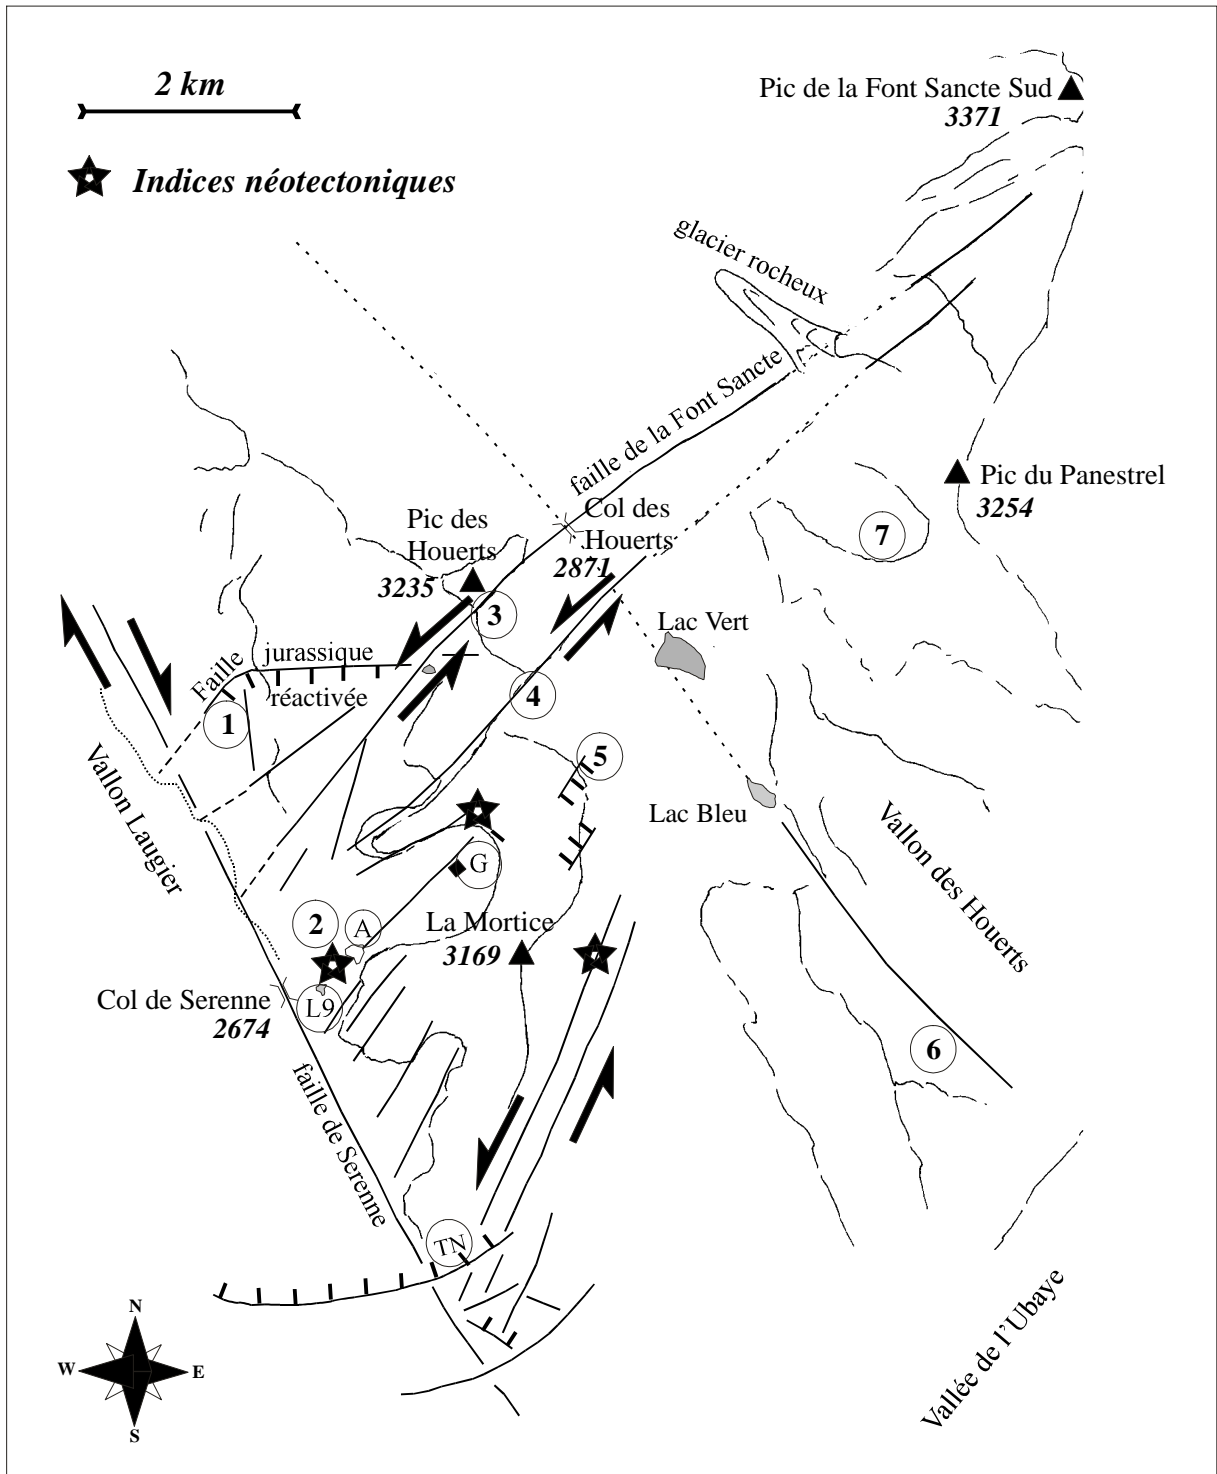 2 km
Indices néotectoniques
Pic de la Font Sancte Sud
3371
glacier rocheux
faille de la Font Sancte
Pic du Panestrel
3254
7
Col des
Houerts
2871
Pic des
Houerts
3235
3
Lac Vert
Faille jurassique
réactivée
1
4
5
Vallon Laugier
Lac Bleu
Vallon des Houerts
G
2
A
La Mortice
3169
Col de Serenne
2674
L9
6
faille de Serenne
TN
Vallée de l'Ubaye
N
W
E
S